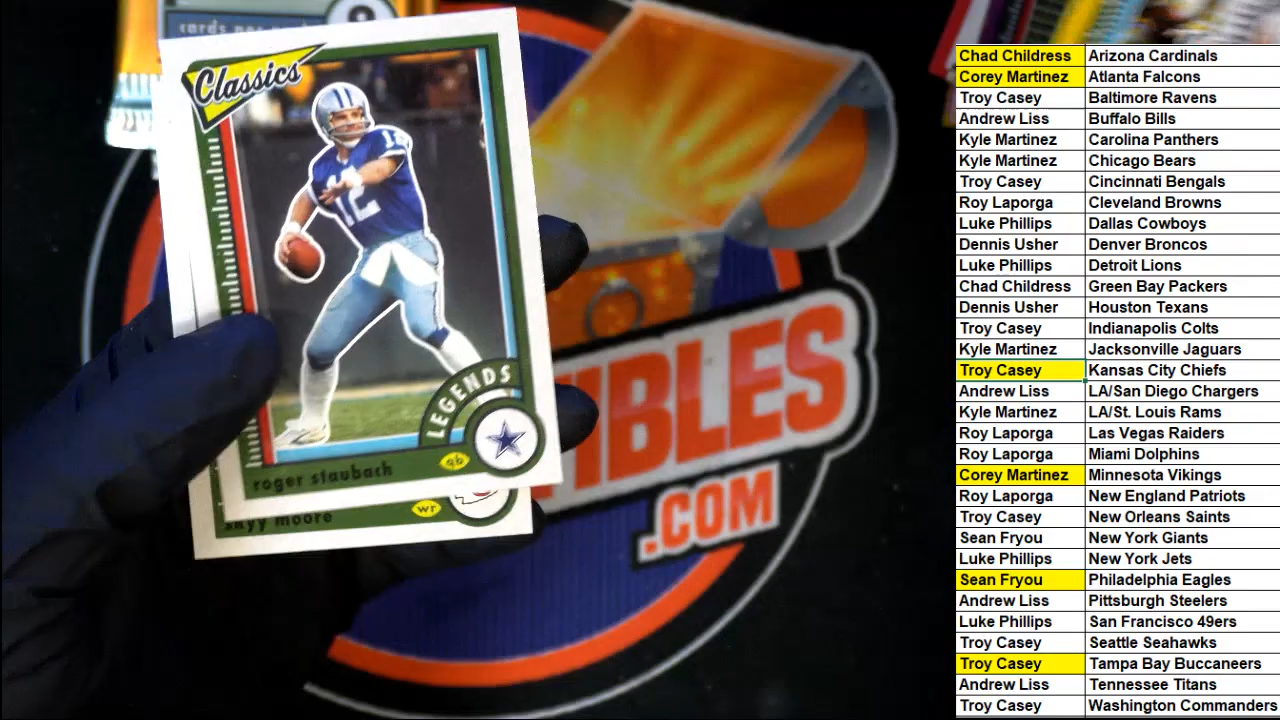 cards per pack
Classics
12
12
LEGENDS
roger staubach
qb
skyy moore
wr
IBLES
.COM
Chad Childress Arizona Cardinals
Corey Martinez Atlanta Falcons
Troy Casey Baltimore Ravens
Andrew Liss Buffalo Bills
Kyle Martinez Carolina Panthers
Kyle Martinez Chicago Bears
Troy Casey Cincinnati Bengals
Roy Laporga Cleveland Browns
Luke Phillips Dallas Cowboys
Dennis Usher Denver Broncos
Luke Phillips Detroit Lions
Chad Childress Green Bay Packers
Dennis Usher Houston Texans
Troy Casey Indianapolis Colts
Kyle Martinez Jacksonville Jaguars
Troy Casey Kansas City Chiefs
Andrew Liss LA/San Diego Chargers
Kyle Martinez LA/St. Louis Rams
Roy Laporga Las Vegas Raiders
Roy Laporga Miami Dolphins
Corey Martinez Minnesota Vikings
Roy Laporga New England Patriots
Troy Casey New Orleans Saints
Sean Fryou New York Giants
Luke Phillips New York Jets
Sean Fryou Philadelphia Eagles
Andrew Liss Pittsburgh Steelers
Luke Phillips San Francisco 49ers
Troy Casey Seattle Seahawks
Troy Casey Tampa Bay Buccaneers
Andrew Liss Tennessee Titans
Troy Casey Washington Commanders